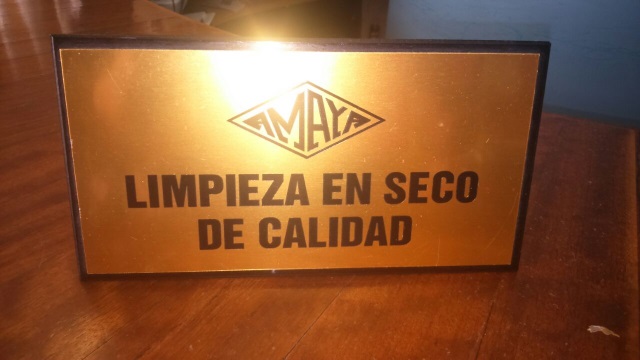 AMAYA
LIMPIEZA EN SECO
DE CALIDAD